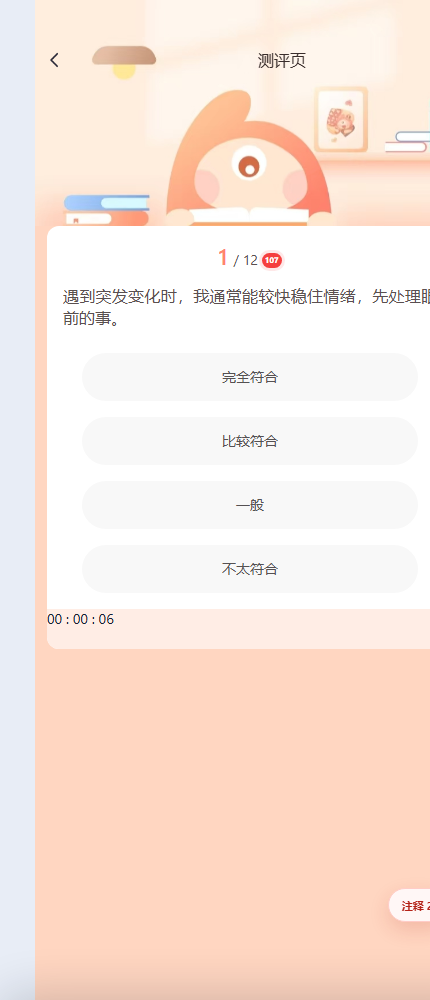 测评页
1 / 12 107
遇到突发变化时，我通常能较快稳住情绪，先处理眼
前的事。
完全符合
比较符合
一般
不太符合
00 : 00 : 06
注释 2